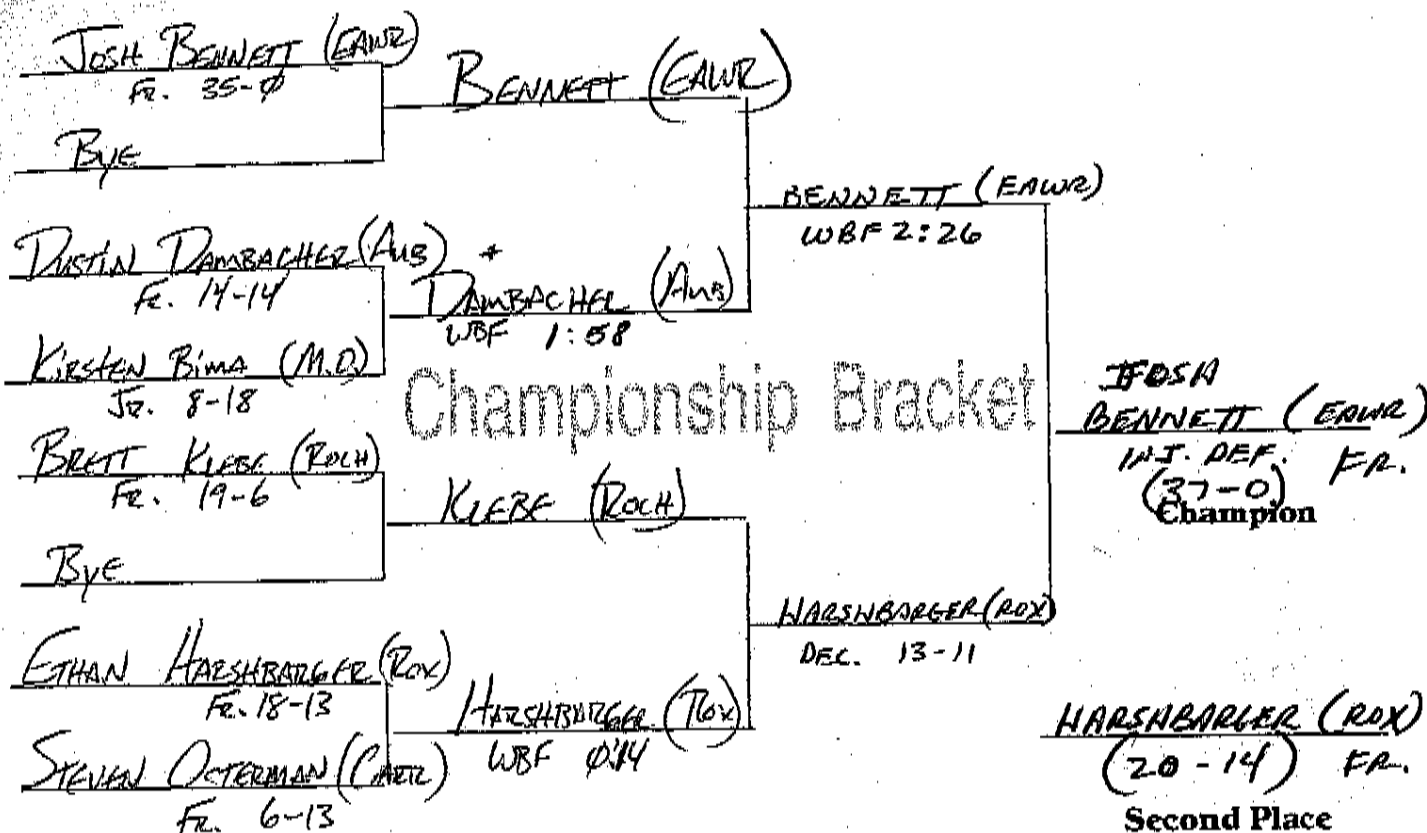 JOSH BENNETT (EAWR)
FR. 35-0
BYE
DUSTIN DAMBACHER (AUB) *
FR. 14-14
KIRSTEN BIMA (M.O.)
JR. 8-18
BRETT KLEBE (ROCH)
FR. 19-6
BYE
ETHAN HARSHBARGER (ROX)
FR. 18-13
STEVEN OSTERMAN (CARR)
FR. 6-13
BENNETT (EAWR)
DAMBACHER (AUB)
WBF 1:58
KLEBE (ROCH)
HARSHBARGER (ROX)
WBF 0:14
Championship Bracket
BENNETT (EAWR)
WBF 2:26
HARSHBARGER (ROX)
DEC. 13-11
JOSH
BENNETT (EAWR)
INJ. DEF. FR.
(37-0)
Champion
HARSHBARGER (ROX)
(20-14) FR.
Second Place